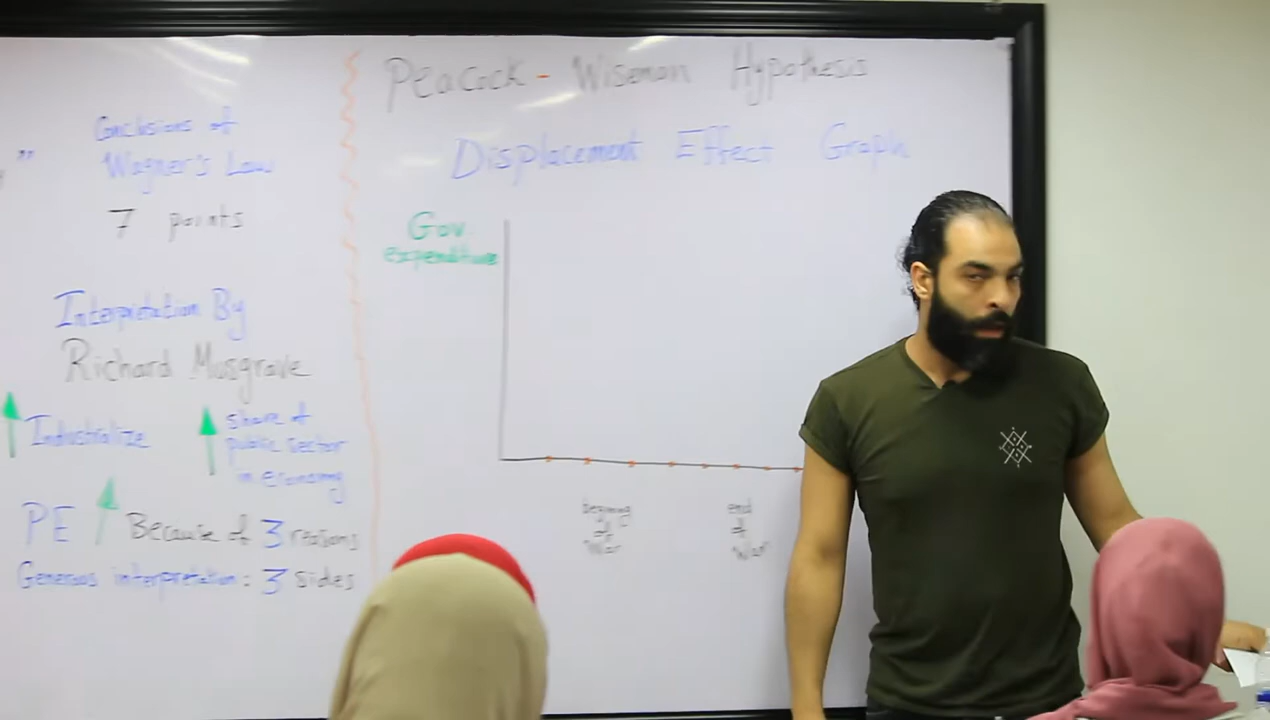 "
Conclsions of
Wagner's Law
7 points
Interpretation By
Richard Musgrave
Industrialize
share of
public sector
in economy
PE Because of 3 reasons
Generous interpretation: 3 sides
Peacock - Wiseman Hypothesis
Displacement Effect Graph
Gov.
expenditure
begining
of
War
end
of
War